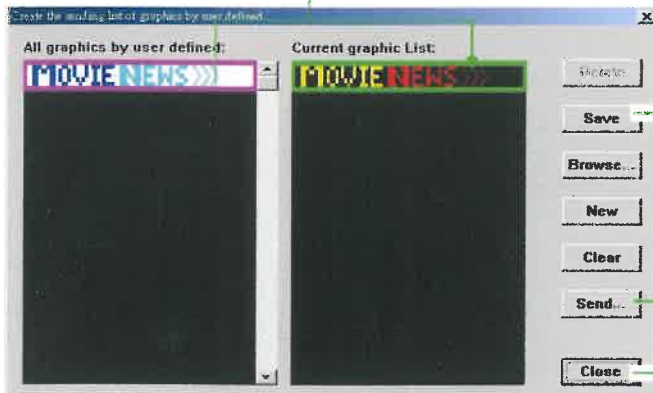 Create the sending list of graphics by user defined
X
All graphics by user defined:
Current graphic List:
MOVIE NEWS
MOVIE NEWS
Save
Browse...
New
Clear
Send...
Close